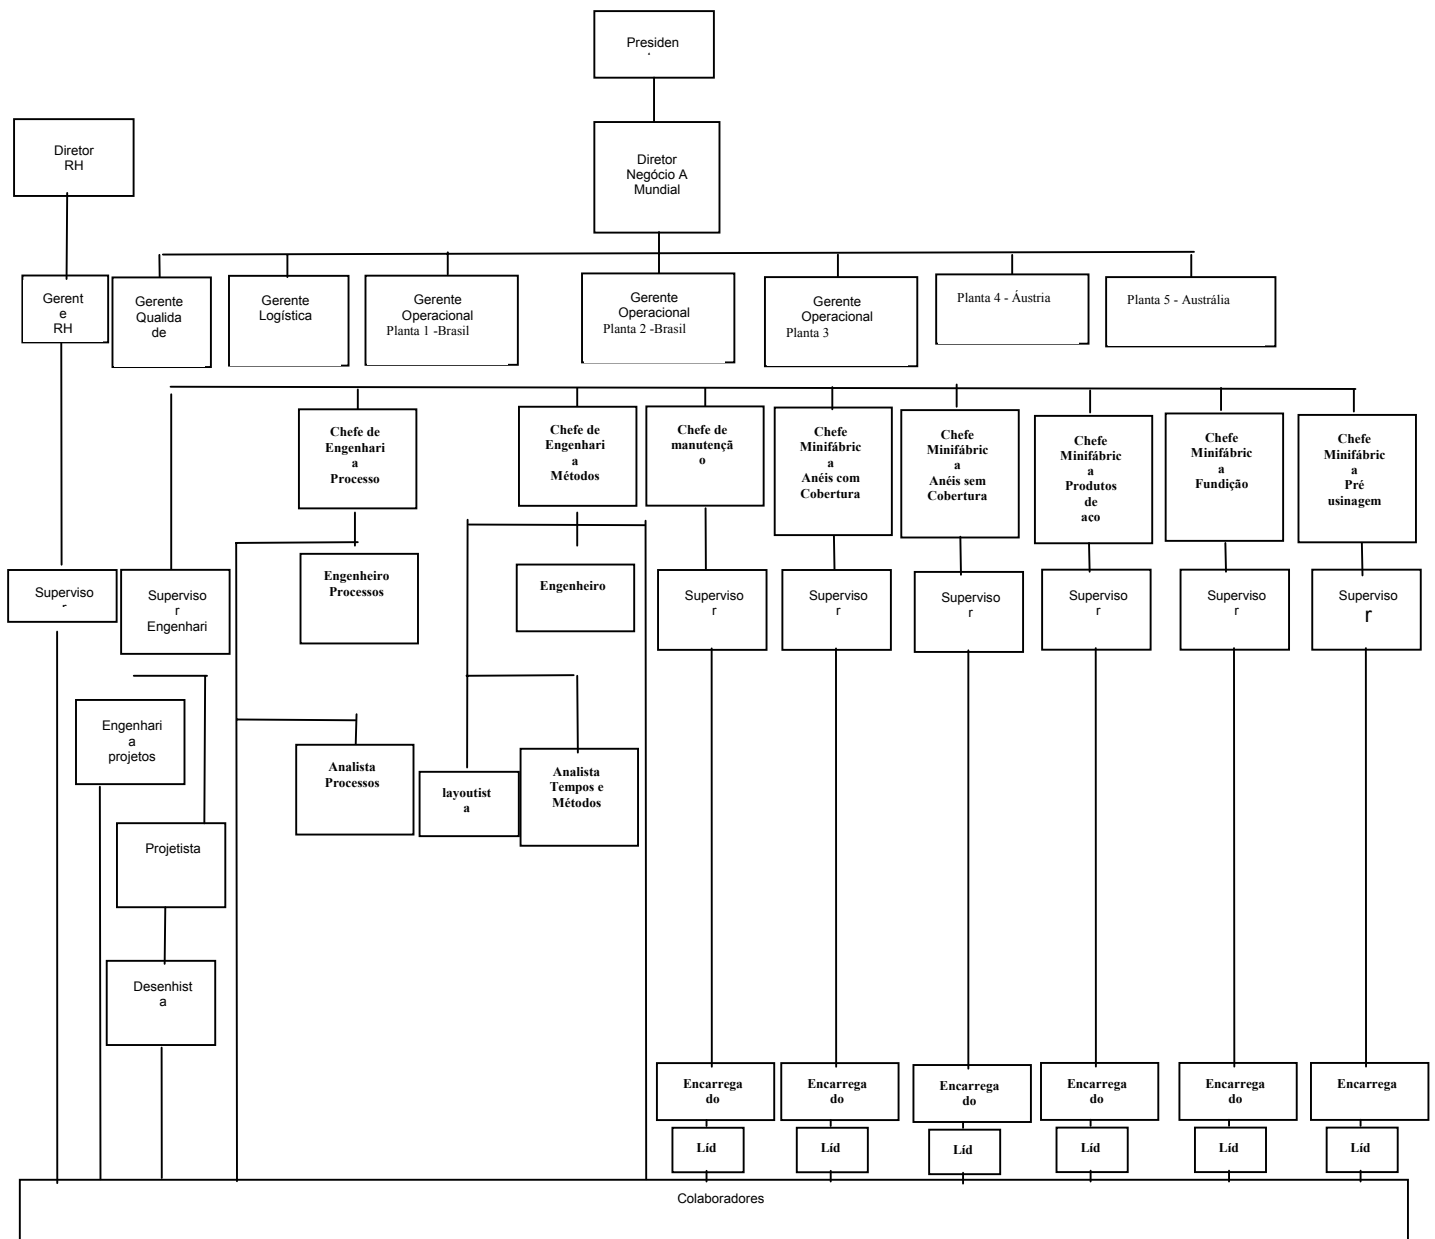 Presiden
Diretor
RH
Diretor
Negócio A
Mundial
Gerent
e
RH
Gerente
Qualida
de
Gerente
Logística
Gerente
Operacional
Planta 1 -Brasil
Gerente
Operacional
Planta 2 -Brasil
Gerente
Operacional
Planta 3
Planta 4 - Áustria
Planta 5 - Austrália
Chefe de
Engenhari
a
Processo
Chefe de
Engenhari
a
Métodos
Chefe de
manutençã
o
Chefe
Minifábric
a
Anéis com
Cobertura
Chefe
Minifábric
a
Anéis sem
Cobertura
Chefe
Minifábric
a
Produtos
de
aço
Chefe
Minifábric
a
Fundição
Chefe
Minifábric
a
Pré
usinagem
Superviso
Superviso
r
Engenhari
Engenheiro
Processos
Engenheiro
Superviso
r
Superviso
r
Superviso
r
Superviso
r
Superviso
r
Superviso
r
Engenhari
a
projetos
Analista
Processos
layoutist
a
Analista
Tempos e
Métodos
Projetista
Desenhist
a
Encarrega
do
Encarrega
do
Encarrega
do
Encarrega
do
Encarrega
do
Encarrega
Líd
Líd
Líd
Líd
Líd
Líd
Colaboradores